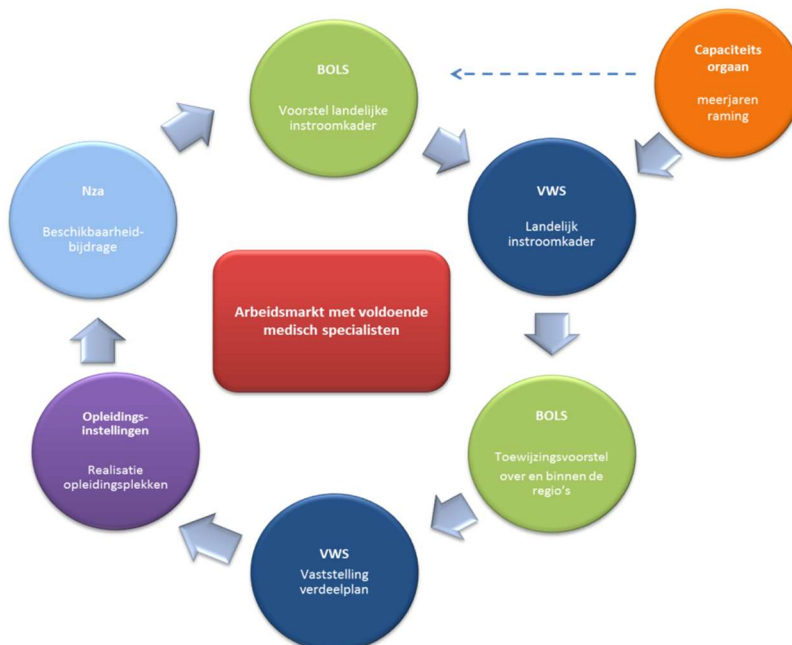 BOLS
Voorstel landelijke
instroomkader
Capaciteits
orgaan
meerjaren
raming
VWS
Landelijk
instroomkader
BOLS
Toewijzingsvoorstel
over en binnen de
regio's
VWS
Vaststelling
verdeelplan
Opleidings-
instellingen
Realisatie
opleidingsplekken
Nza
Beschikbaarheid-
bijdrage
Arbeidsmarkt met voldoende
medisch specialisten